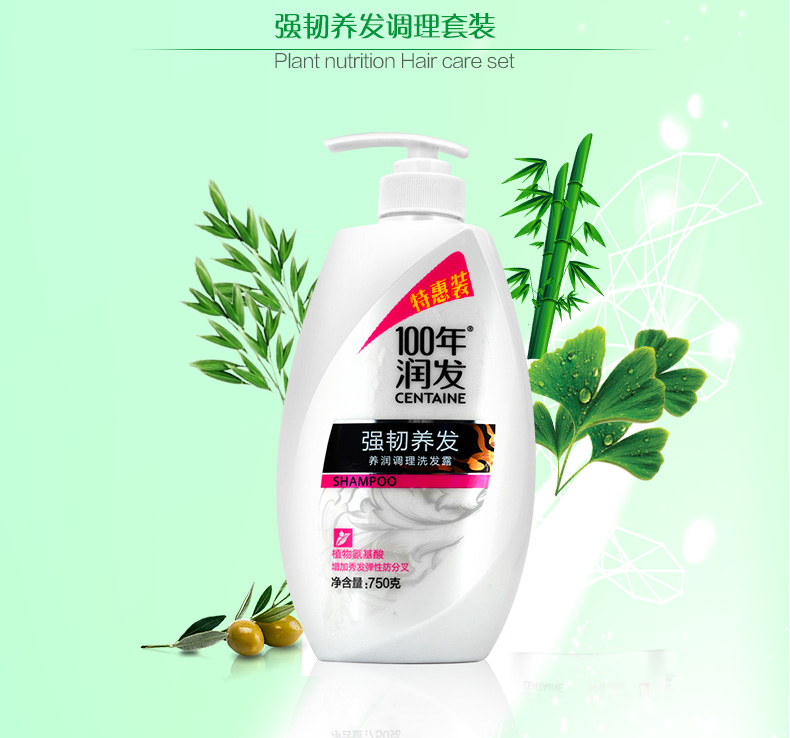 强韧养发调理套装
Plant nutrition Hair care set
特惠装
100年®
润发
CENTAINE
强韧养发
养润调理洗发露
SHAMPOO
植物氨基酸
增加秀发弹性防分叉
净含量:750克